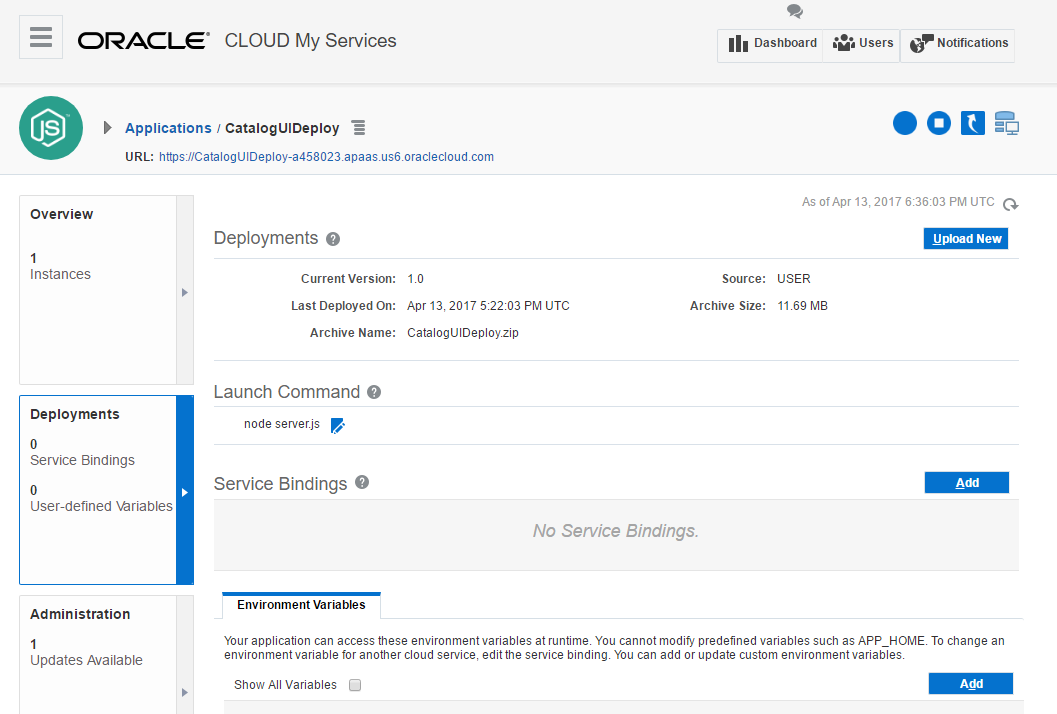 ORACLE® CLOUD My Services
Dashboard Users Notifications
JS
Applications / CatalogUIDeploy
URL: https://CatalogUIDeploy-a458023.apaas.us6.oraclecloud.com
As of Apr 13, 2017 6:36:03 PM UTC
Overview
1
Instances
Deployments
0
Service Bindings
0
User-defined Variables
Administration
1
Updates Available
Deployments ?
Upload New
Current Version: 1.0 Source: USER
Last Deployed On: Apr 13, 2017 5:22:03 PM UTC Archive Size: 11.69 MB
Archive Name: CatalogUIDeploy.zip
Launch Command ?
node server.js
Service Bindings ?
Add
No Service Bindings.
Environment Variables
Your application can access these environment variables at runtime. You cannot modify predefined variables such as APP_HOME. To change an
environment variable for another cloud service, edit the service binding. You can add or update custom environment variables.
Show All Variables
Add